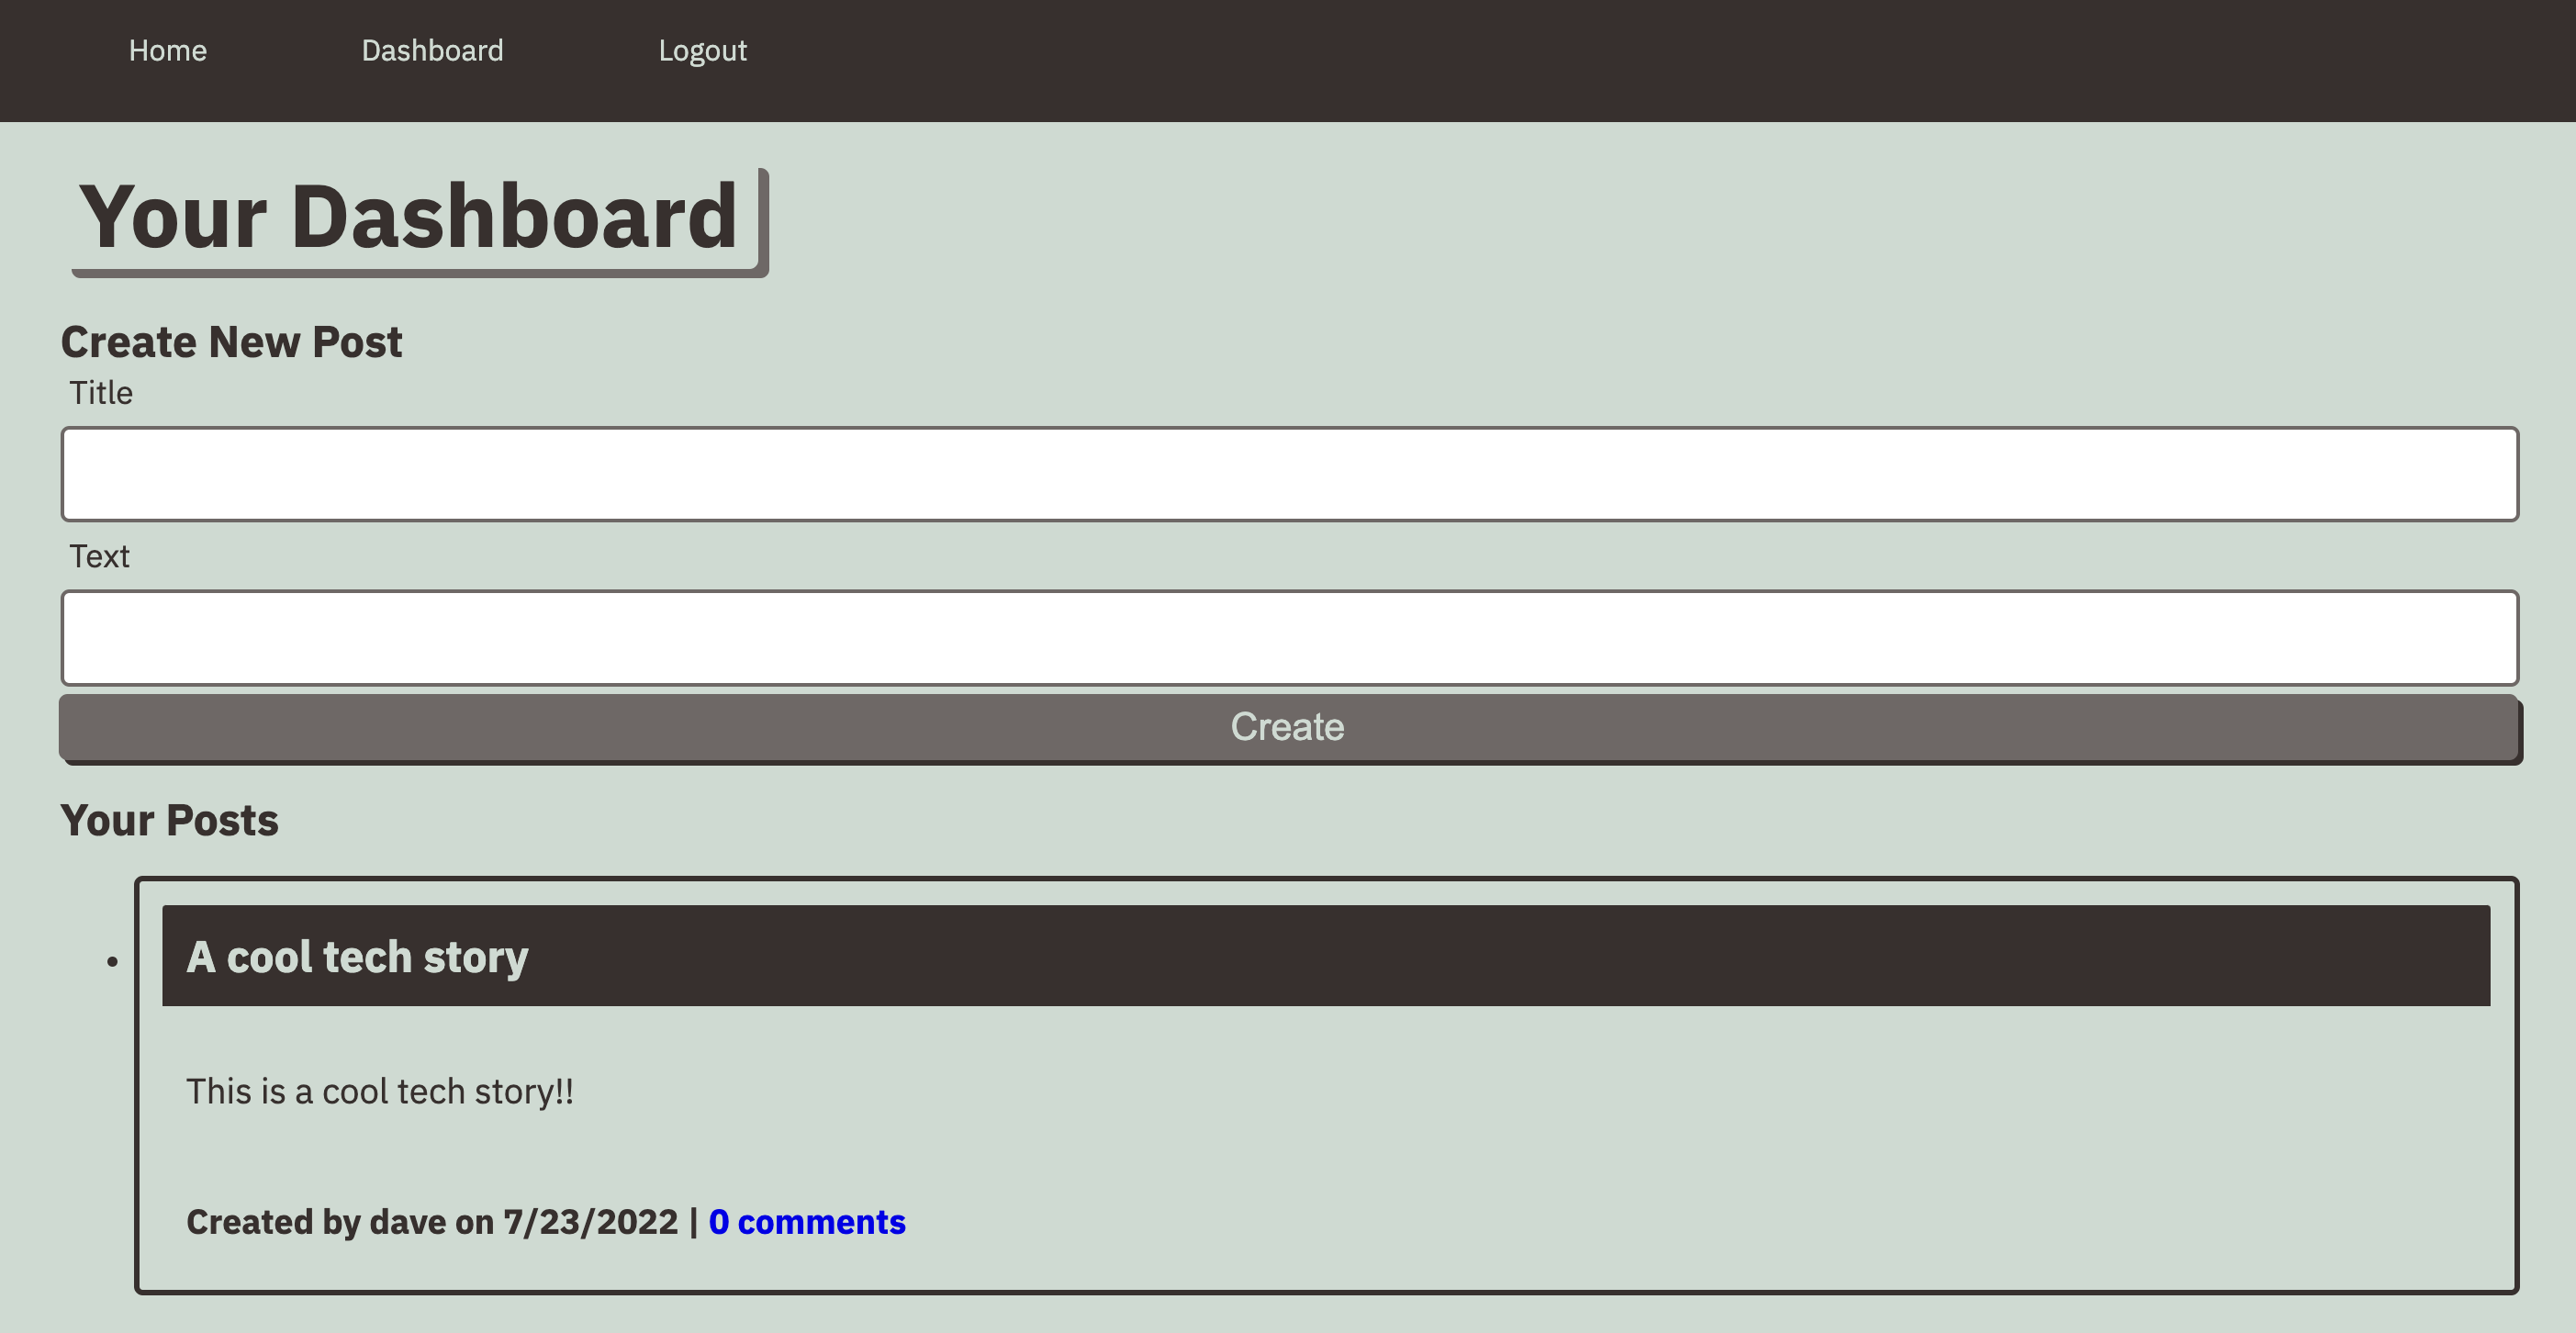 Home Dashboard Logout
Your Dashboard
Create New Post
Title
Text
Create
Your Posts
A cool tech story
This is a cool tech story!!
Created by dave on 7/23/2022 | 0 comments